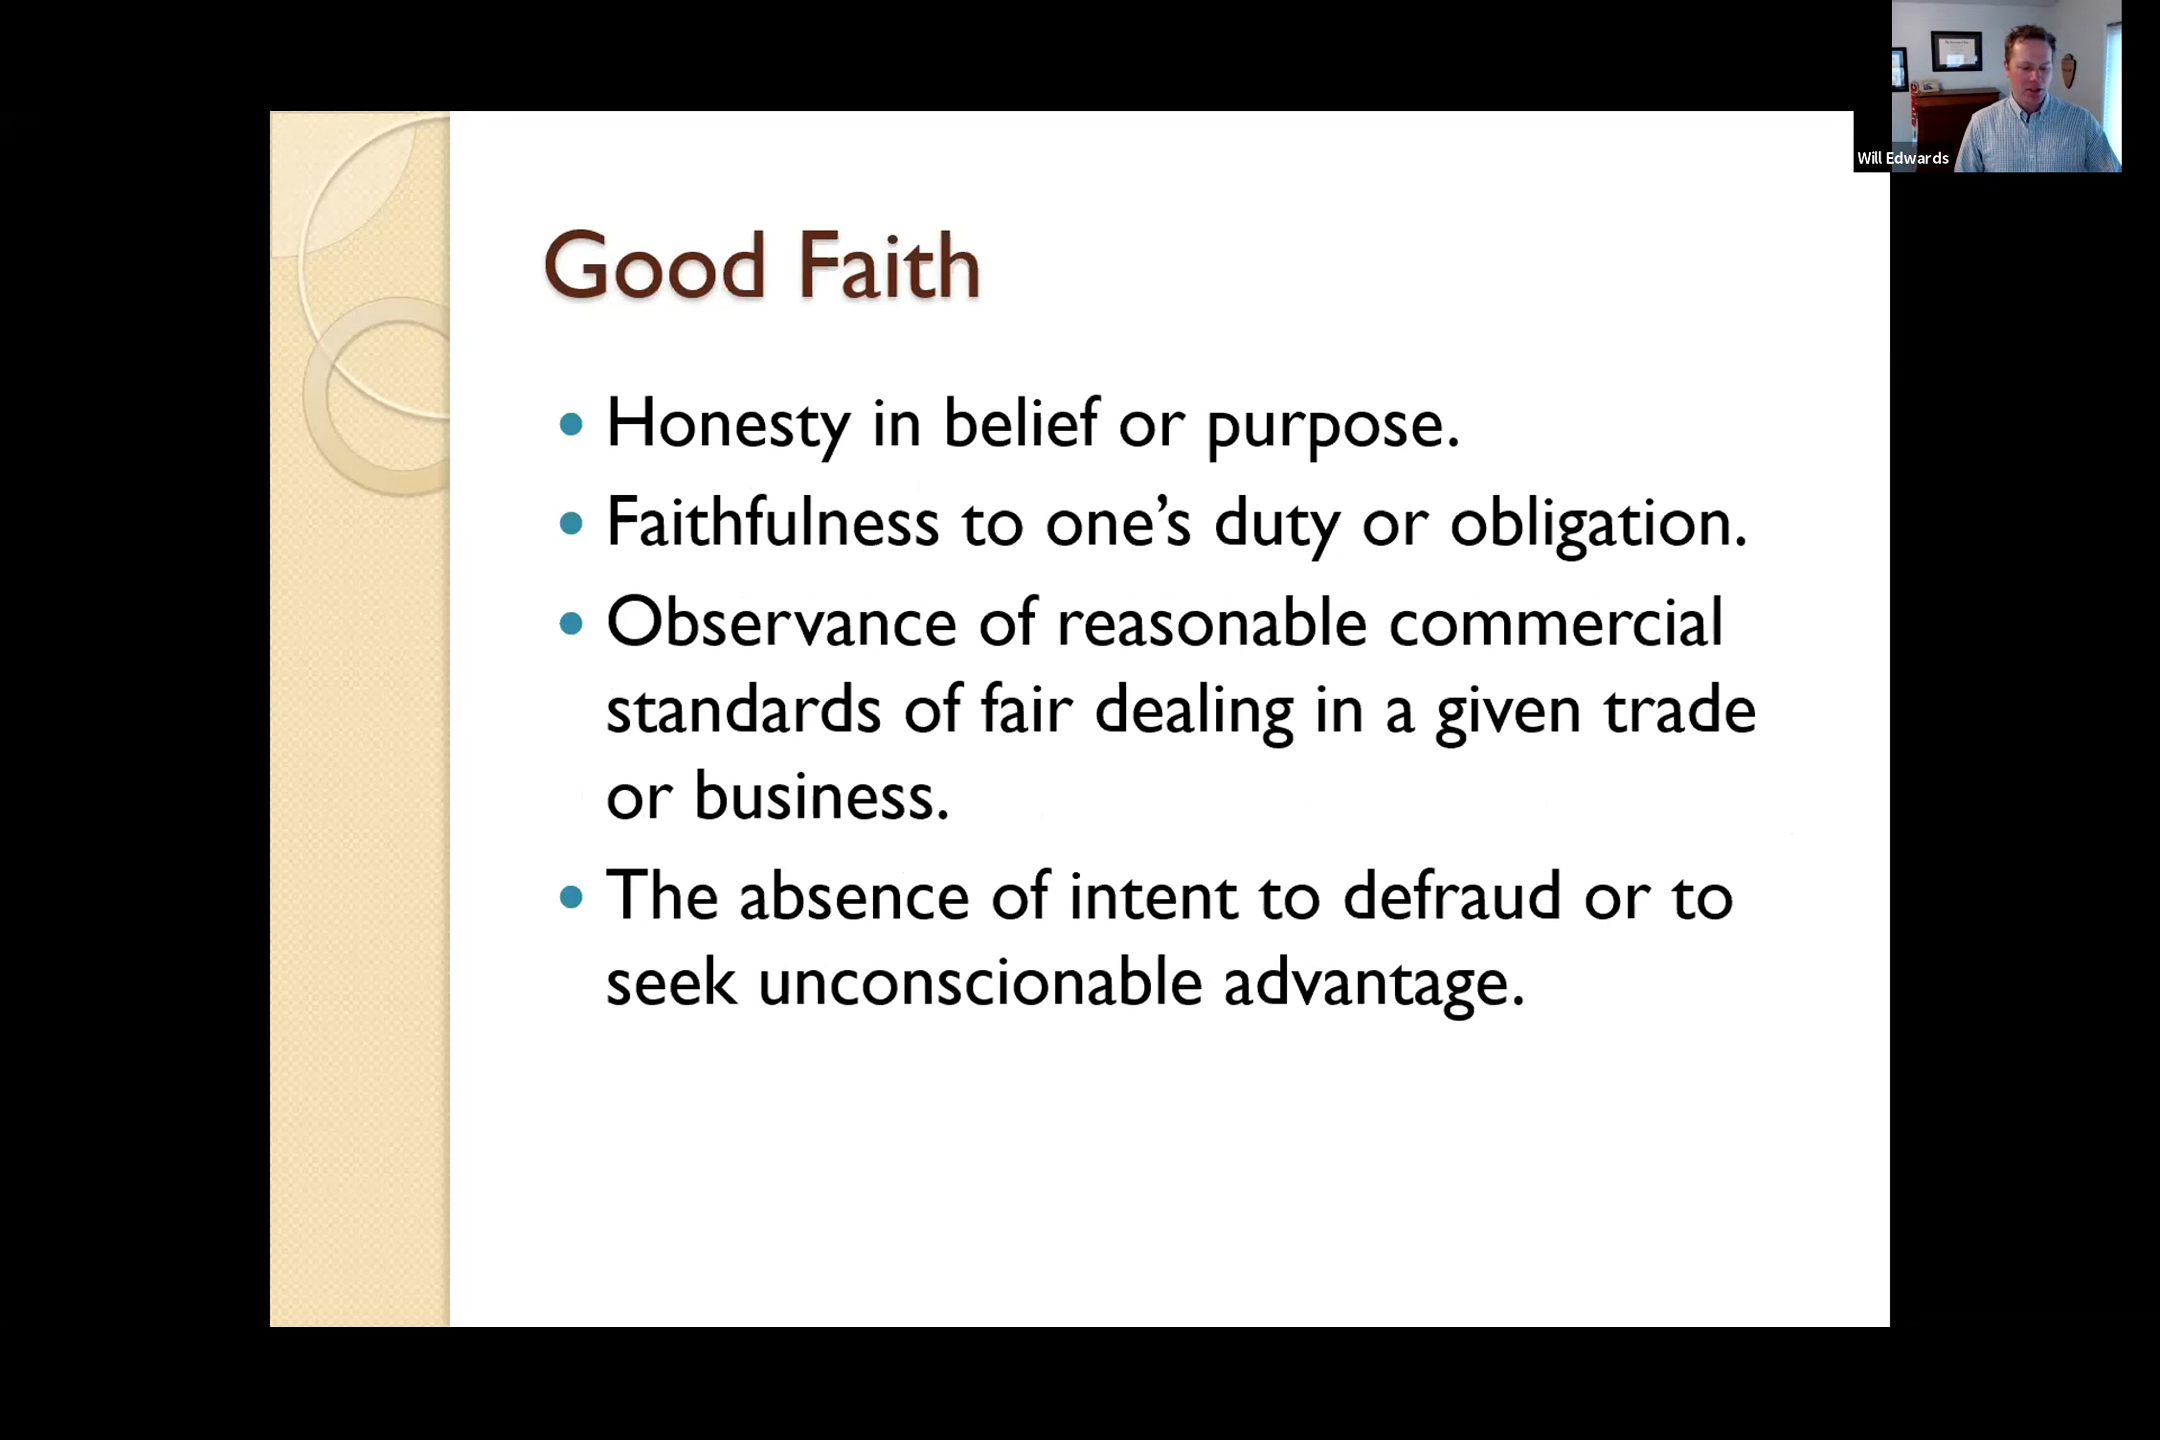 Will Edwards
Good Faith
• Honesty in belief or purpose.
• Faithfulness to one’s duty or obligation.
• Observance of reasonable commercial
standards of fair dealing in a given trade
or business.
• The absence of intent to defraud or to
seek unconscionable advantage.